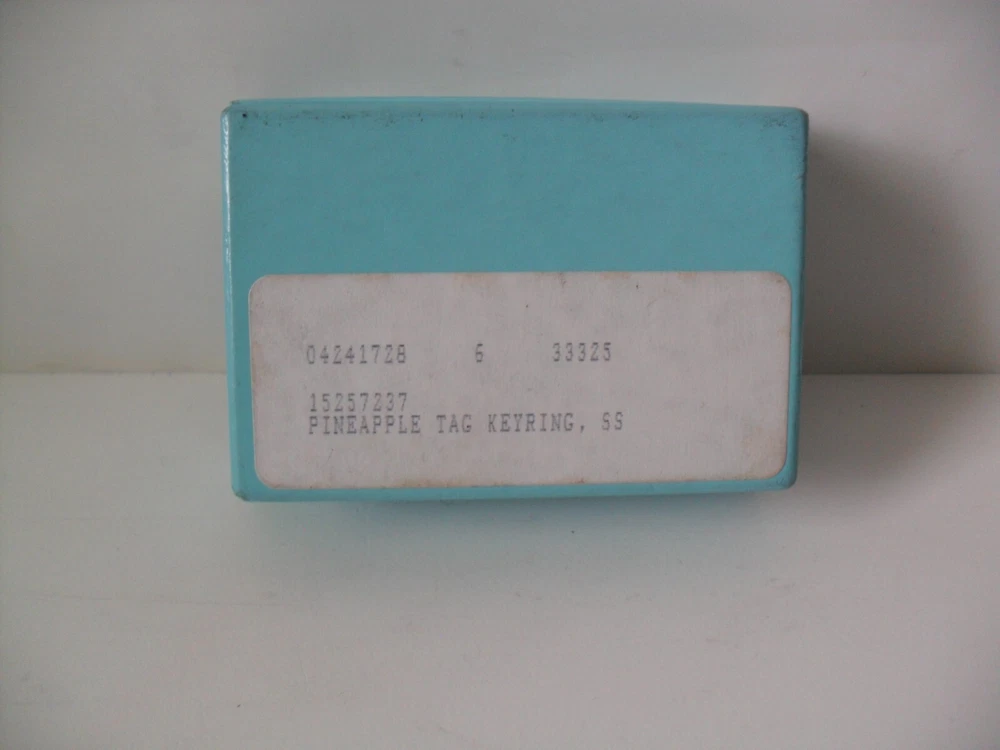 04241728 6 33325
15257237
PINEAPPLE TAG KEYRING, SS